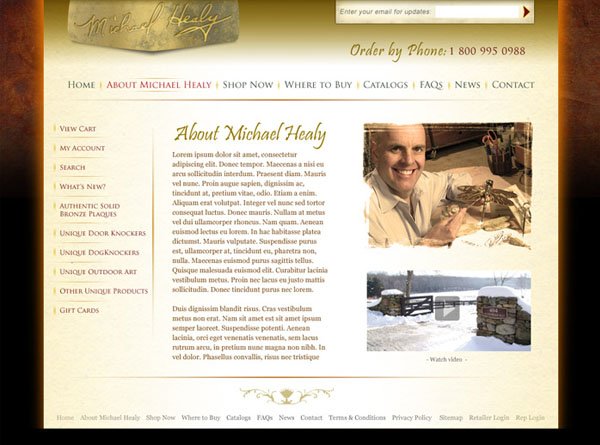 Michael Healy
Enter your email for updates:
Order by Phone: 1 800 995 0988
Home About Michael Healy Shop Now Where to Buy Catalogs FAQs News Contact
View Cart
My Account
Search
What's New?
Authentic Solid
Bronze Plaques
Unique Door Knockers
Unique DogKnockers
Unique Outdoor Art
Other Unique Products
Gift Cards
About Michael Healy
Lorem ipsum dolor sit amet, consectetur
adipiscing elit. Donec tempor. Maecenas a nisi eu
arcu sollicitudin interdum. Praesent diam. Mauris
vel nunc. Proin augue sapien, dignissim ac,
tincidunt at, pretium vitae, odio. Etiam a enim.
Aliquam erat volutpat. Integer vel nunc sed tortor
consequat luctus. Donec mauris. Nullam at metus
vel dui ullamcorper rhoncus. Nam quam. Aenean
euismod lectus eu lorem. In hac habitasse platea
dictumst. Mauris vulputate. Suspendisse purus
est, ullamcorper at, tincidunt eu, pharetra non,
nulla. Maecenas euismod purus sagittis tellus.
Quisque malesuada euismod elit. Curabitur lacinia
vestibulum metus. Proin nec lacus eu justo mattis
sollicitudin. Donec tincidunt purus nec lorem.
Duis dignissim blandit risus. Cras vestibulum
metus non erat. Nam sit amet est sit amet ipsum
semper laoreet. Suspendisse potenti. Aenean
lacinia, orci eget venenatis venenatis, sem lacus
rutrum arcu, in pretium nunc magna non nibh. In
vel dolor. Phasellus convallis, risus nec tristique
- Watch video -
Home About Michael Healy Shop Now Where to Buy Catalogs FAQs News Contact Terms & Conditions Privacy Policy Sitemap Retailer Login Rep Login